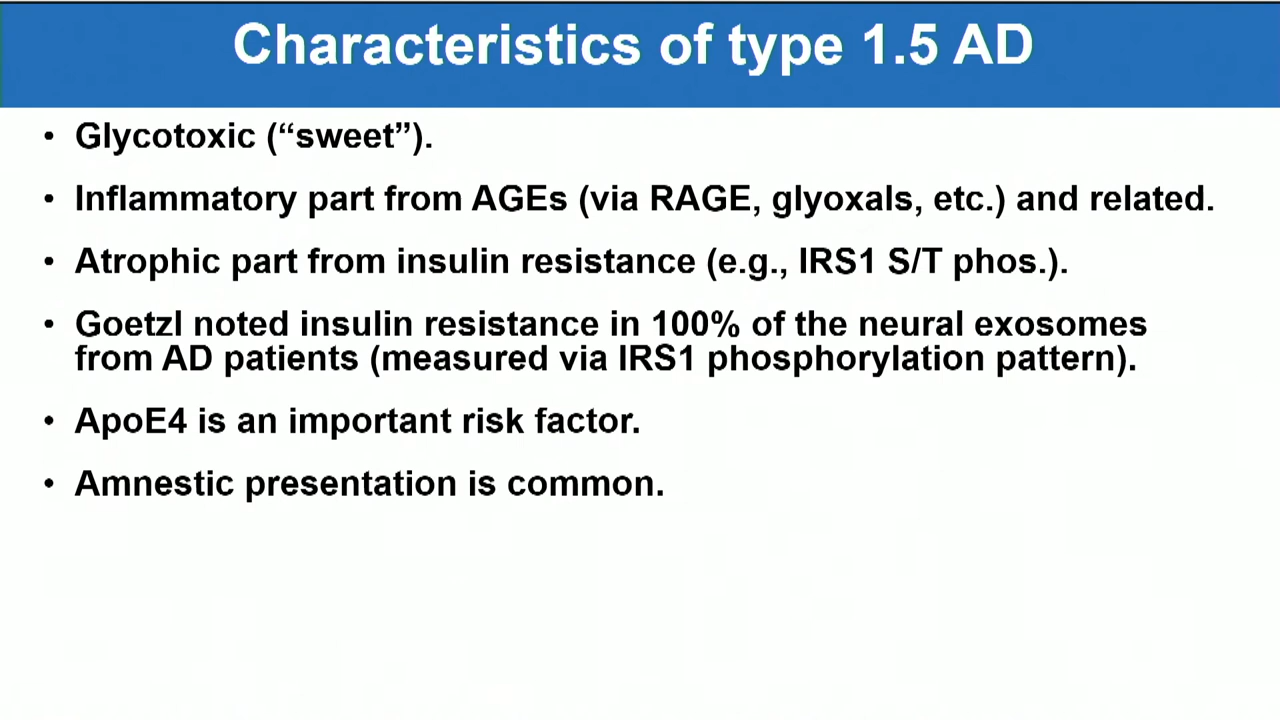 Characteristics of type 1.5 AD
• Glycotoxic (“sweet”).
• Inflammatory part from AGEs (via RAGE, glyoxals, etc.) and related.
• Atrophic part from insulin resistance (e.g., IRS1 S/T phos.).
• Goetzl noted insulin resistance in 100% of the neural exosomes
from AD patients (measured via IRS1 phosphorylation pattern).
• ApoE4 is an important risk factor.
• Amnestic presentation is common.